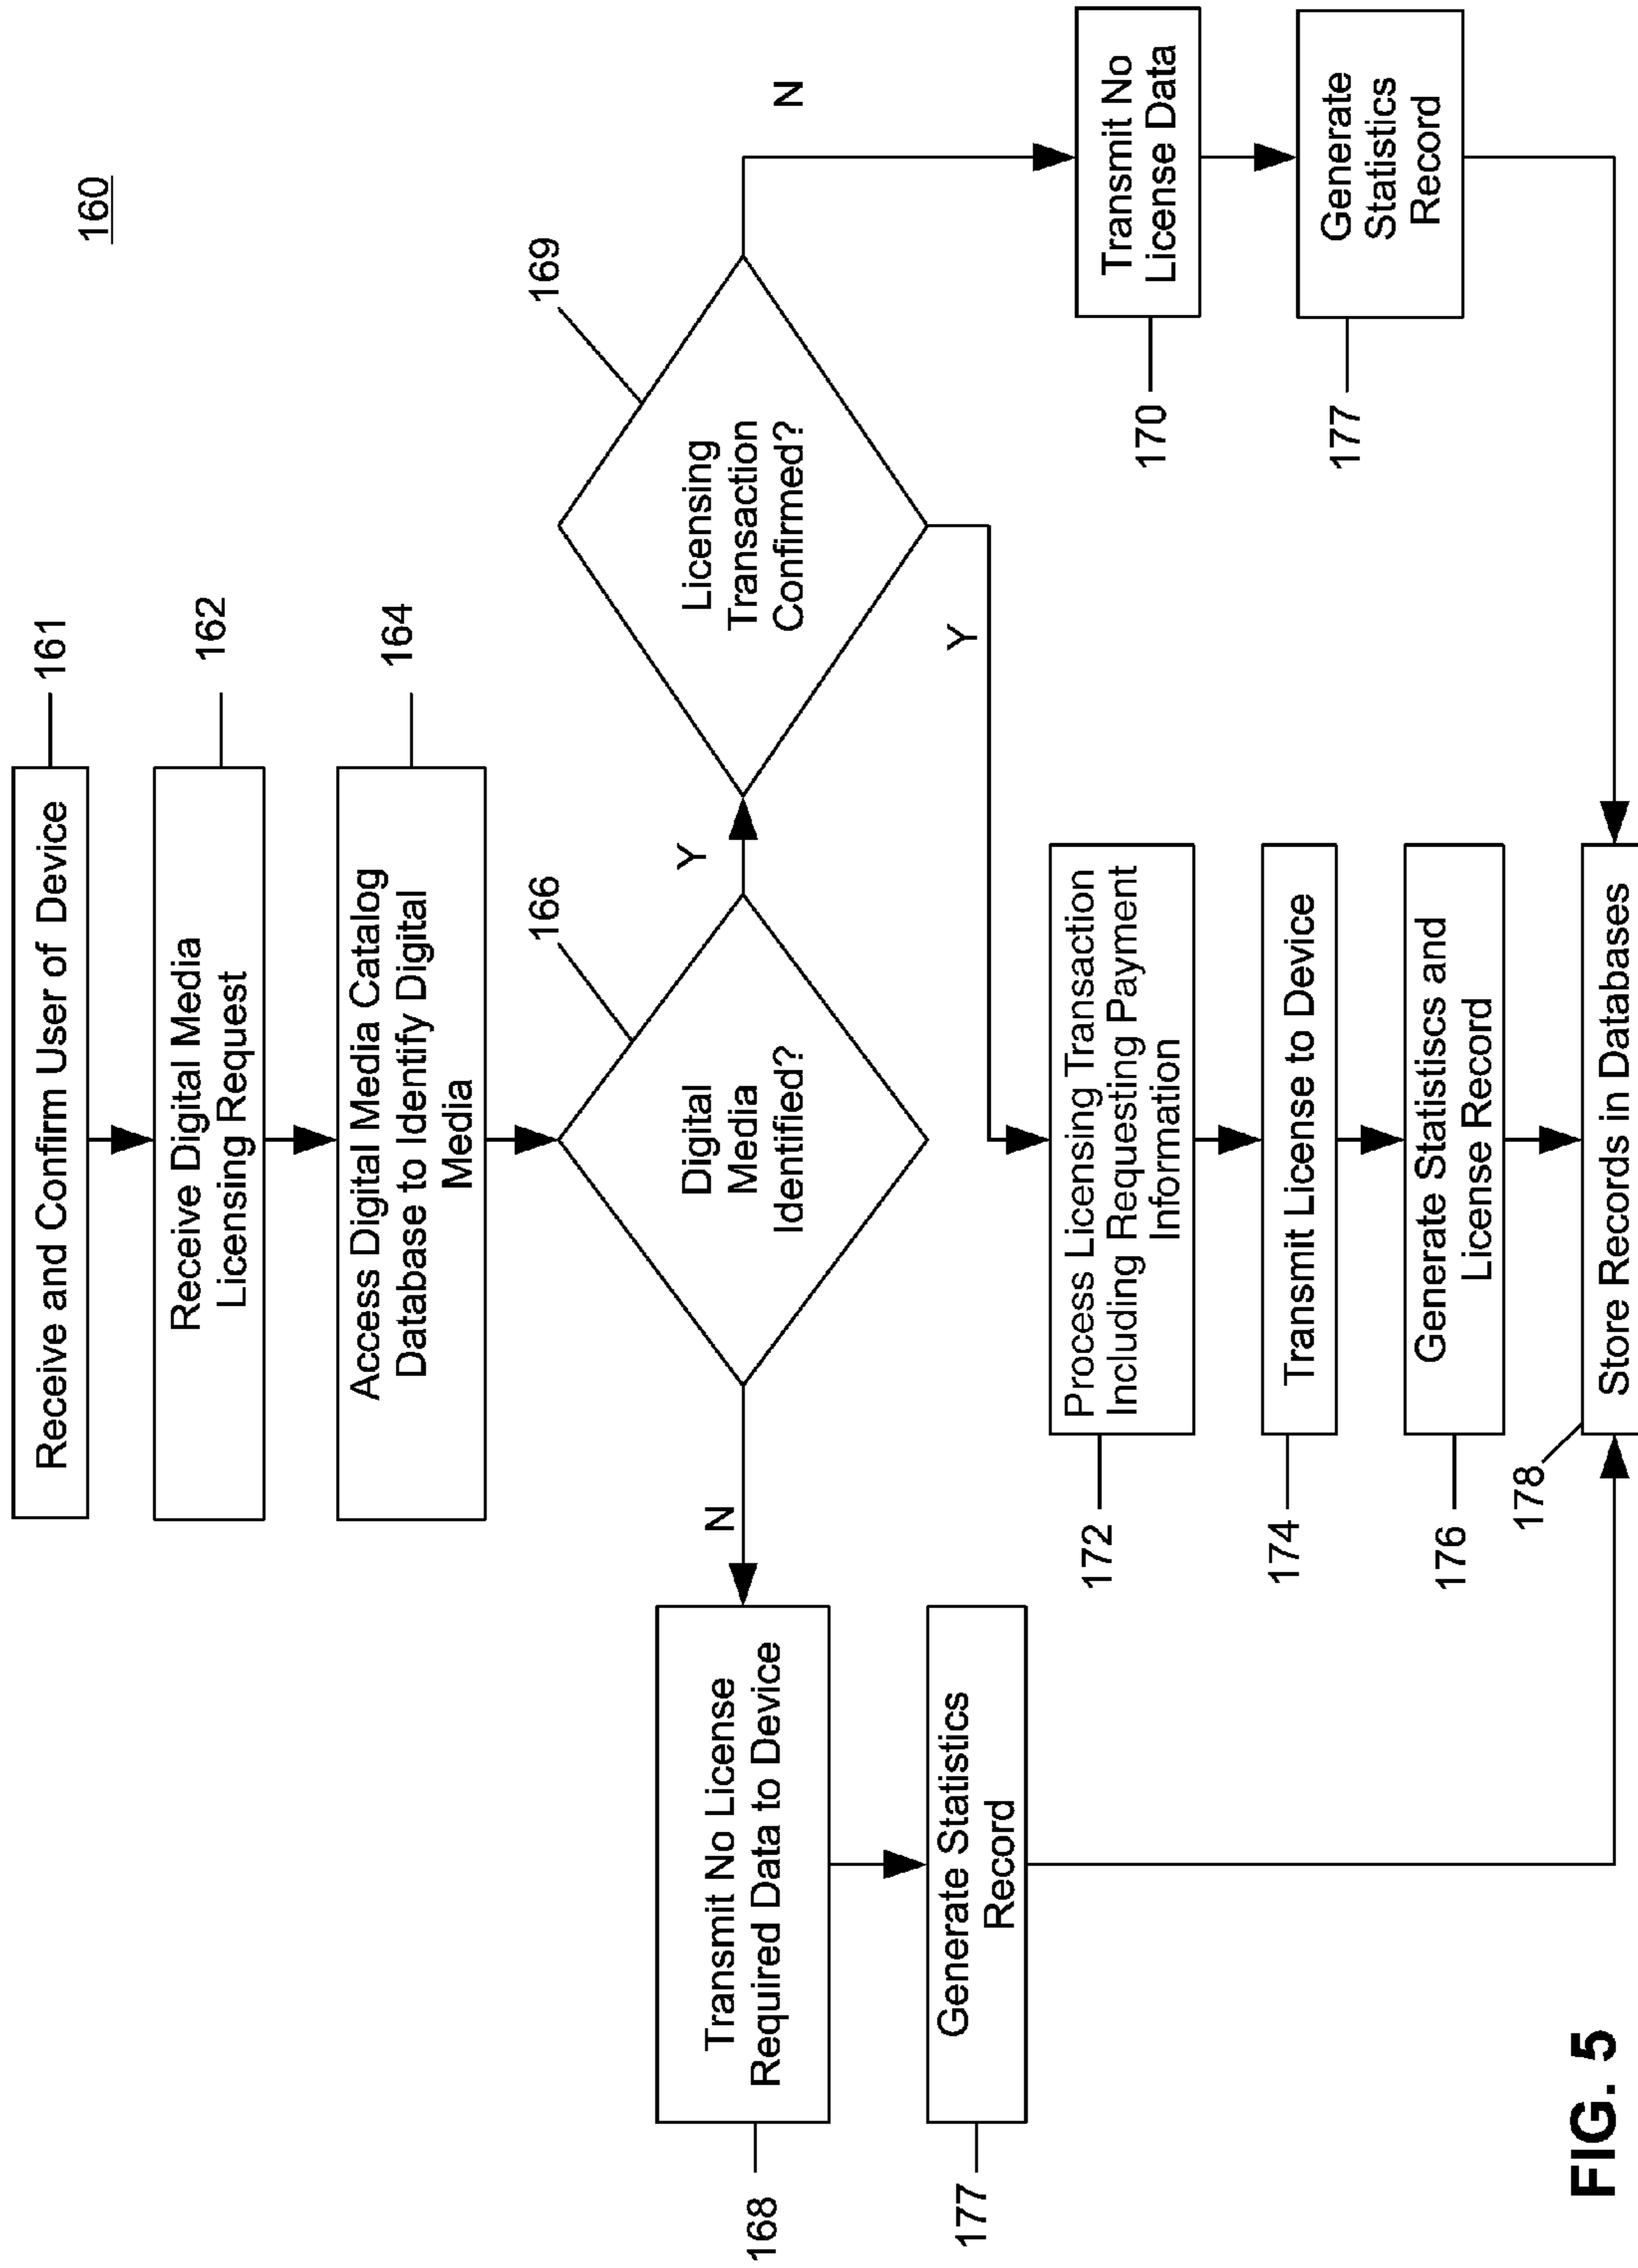 160
Receive and Confirm User of Device
161
Receive Digital Media
Licensing Request
162
Access Digital Media Catalog
Database to Identify Digital
Media
164
Digital
Media
Identified?
166
Y
N
Licensing
Transaction
Confirmed?
169
N
Y
Transmit No License
Required Data to Device
168
Generate Statistics
Record
177
Process Licensing Transaction
Including Requesting Payment
Information
172
Transmit License to Device
174
Generate Statistiscs and
License Record
176
Transmit No
License Data
170
Generate
Statistics
Record
177
Store Records in Databases
178
FIG. 5